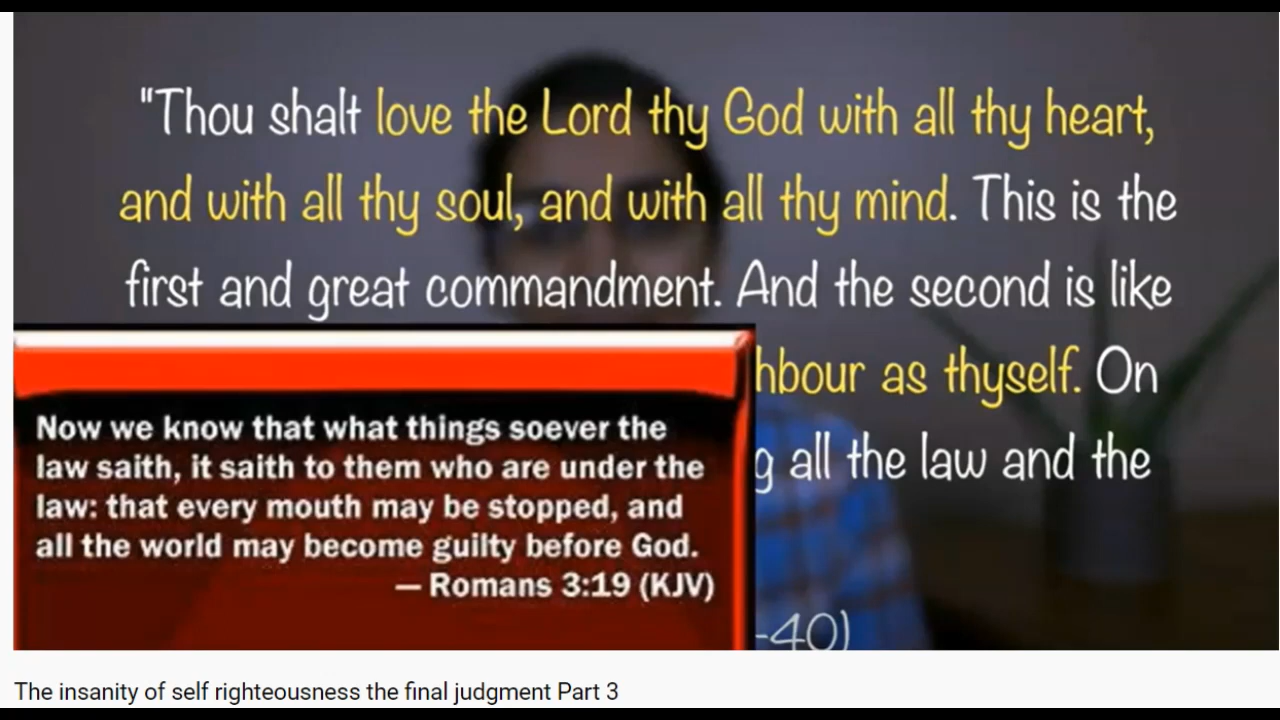 "Thou shalt love the Lord thy God with all thy heart,
and with all thy soul, and with all thy mind. This is the
first and great commandment. And the second is like
hbour as thyself. On
g all the law and the
-40)
Now we know that what things soever the
law saith, it saith to them who are under the
law: that every mouth may be stopped, and
all the world may become guilty before God.
— Romans 3:19 (KJV)
The insanity of self righteousness the final judgment Part 3